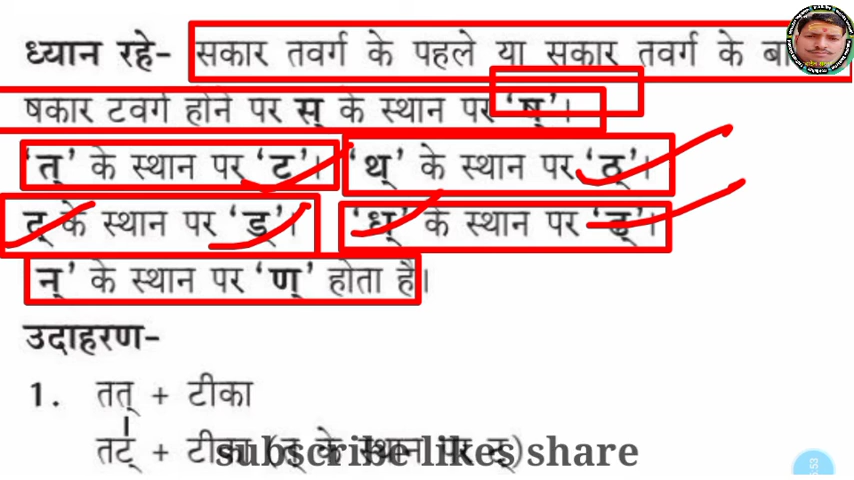 ध्यान रहे- सकार तवर्ग के पहले या सकार तवर्ग के
षकार टवर्ग होने पर स् के स्थान पर ‘ष्’।
‘त्’ के स्थान पर ‘ट’। ‘थ्’ के स्थान पर ‘ठ्’।
द् के स्थान पर ‘ड्’। ‘ध्’ के स्थान पर ‘ढ्’।
न्’ के स्थान पर ‘ण्’ होता है।
उदाहरण-
1. तत् + टीका
तट् + टीका (त् के स्थान पर ट्)
subscribe likes share